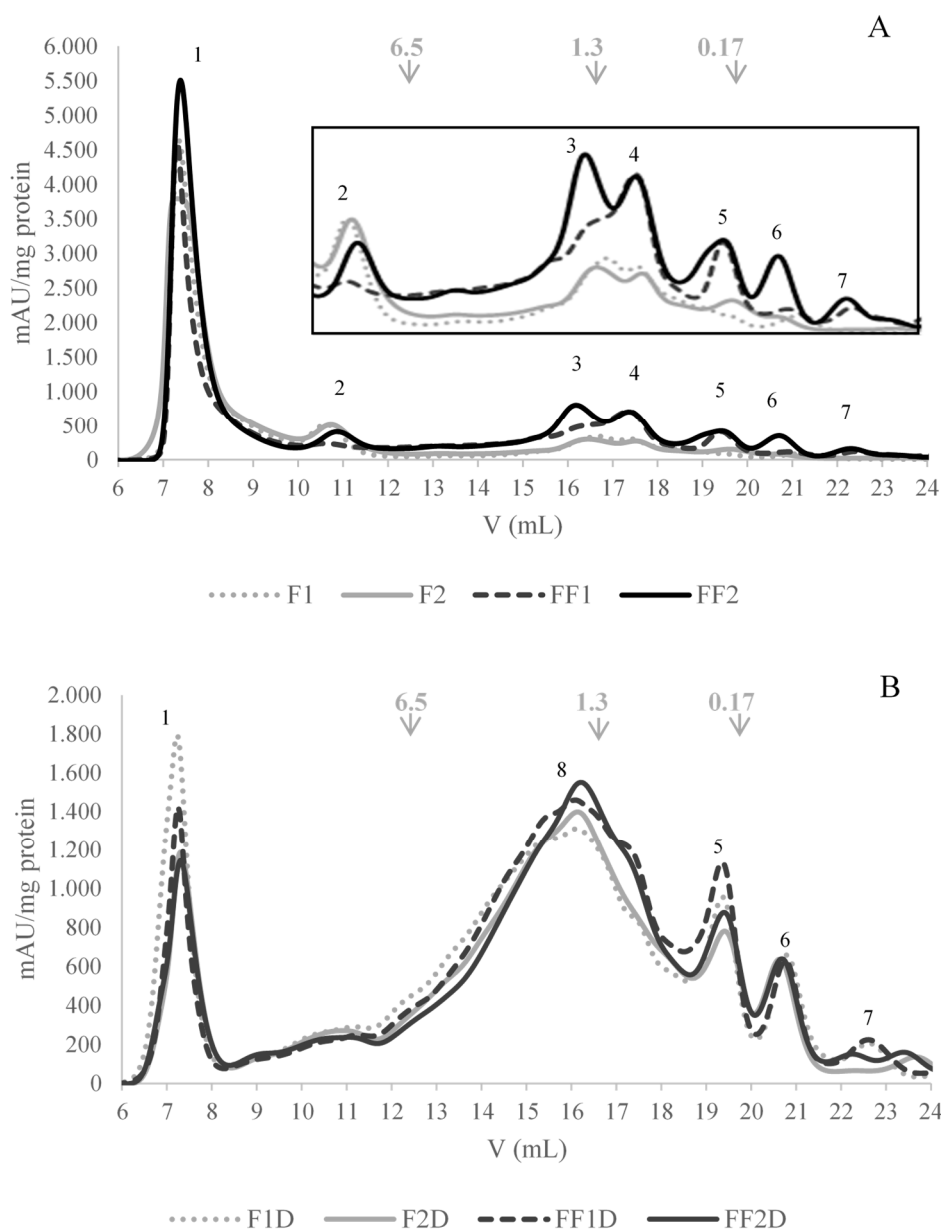 A
6.5 1.3 0.17
6.000
5.500
5.000
4.500
4.000
3.500
3.000
2.500
2.000
1.500
1.000
500
0
mAU/mg protein
1
2 3 4 5 6 7
2 3 4 5 6 7
6 7 8 9 10 11 12 13 14 15 16 17 18 19 20 21 22 23 24
V (mL)
F1 F2 FF1 FF2
B
6.5 1.3 0.17
2.000
1.800
1.600
1.400
1.200
1.000
800
600
400
200
0
mAU/mg protein
1 8 5 6 7
6 7 8 9 10 11 12 13 14 15 16 17 18 19 20 21 22 23 24
V (mL)
F1D F2D FF1D FF2D